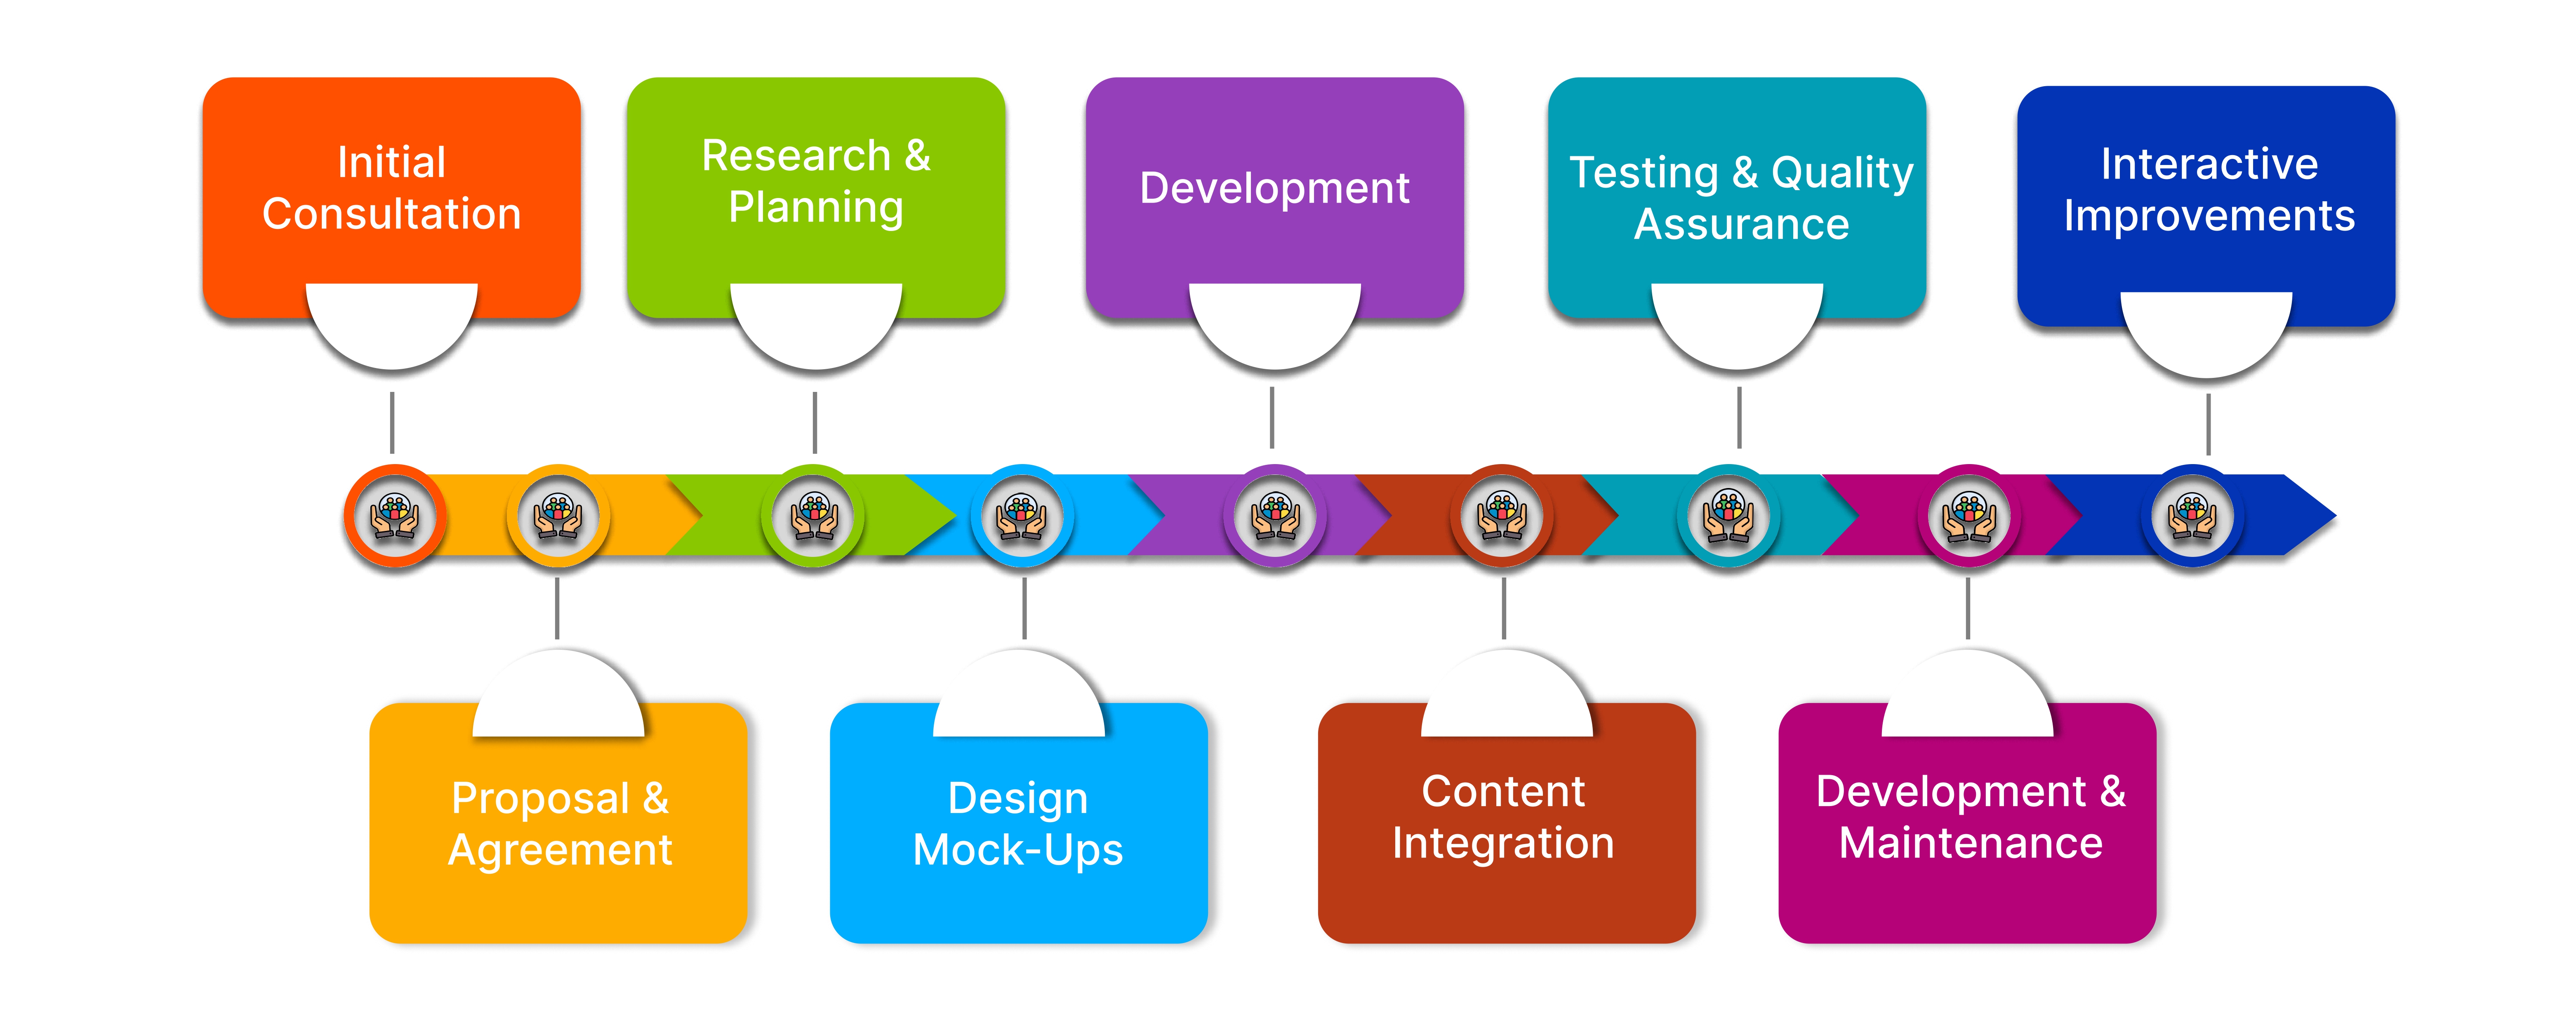 Initial
Consultation
Research &
Planning
Development
Testing & Quality
Assurance
Interactive
Improvements
Proposal &
Agreement
Design
Mock-Ups
Content
Integration
Development &
Maintenance